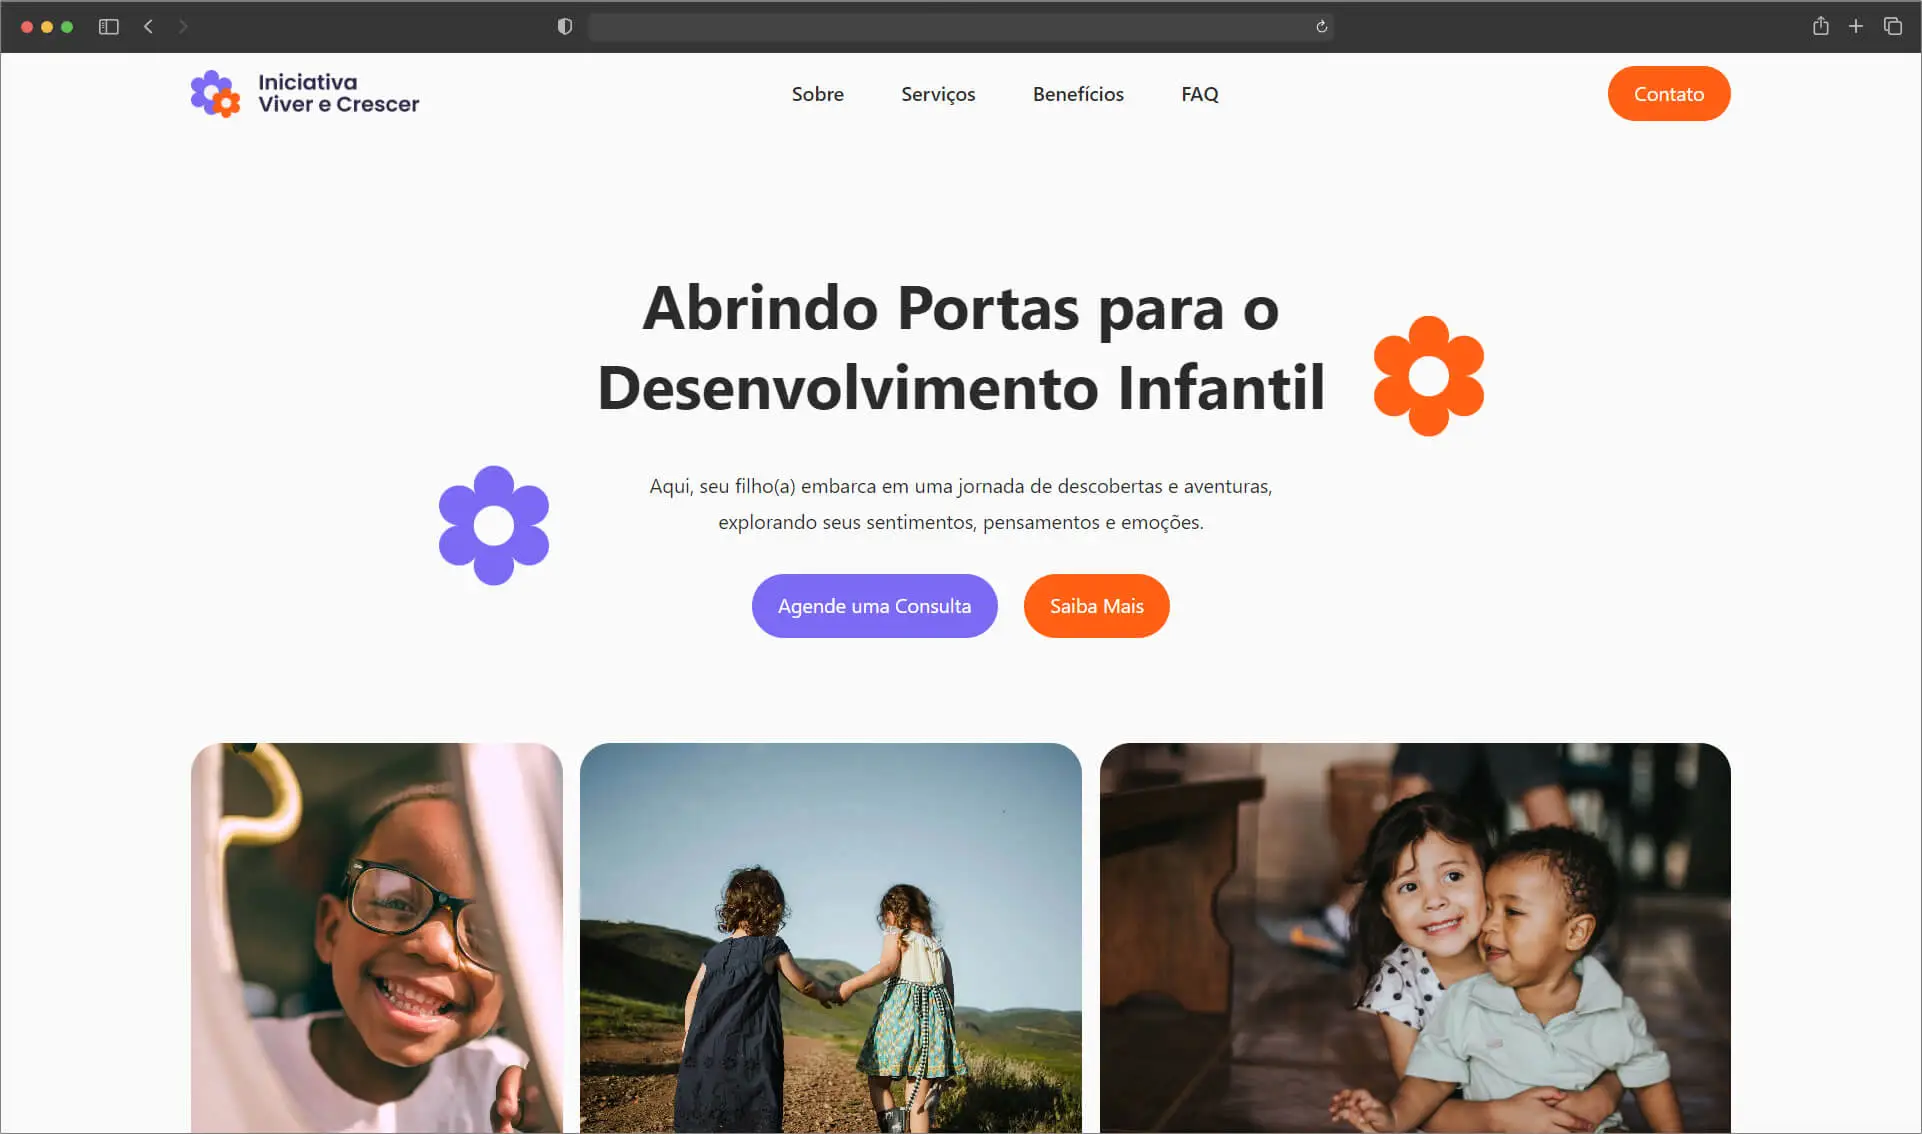 Iniciativa
Viver e Crescer
Sobre
Serviços
Benefícios
FAQ
Contato
Abrindo Portas para o
Desenvolvimento Infantil
Aqui, seu filho(a) embarca em uma jornada de descobertas e aventuras,
explorando seus sentimentos, pensamentos e emoções.
Agende uma Consulta
Saiba Mais